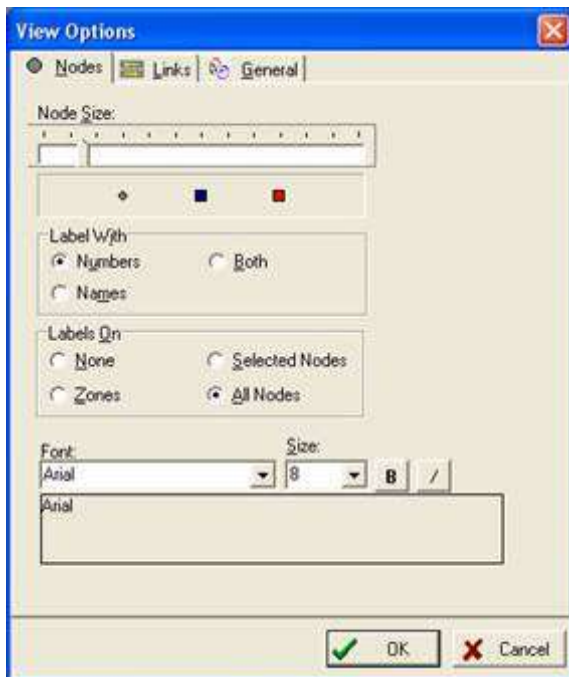 View Options
Nodes Links General
Node Size:
Label With
Numbers Both
Names
Labels On
None Selected Nodes
Zones All Nodes
Font: Size:
Arial 8 B /
Arial
OK Cancel